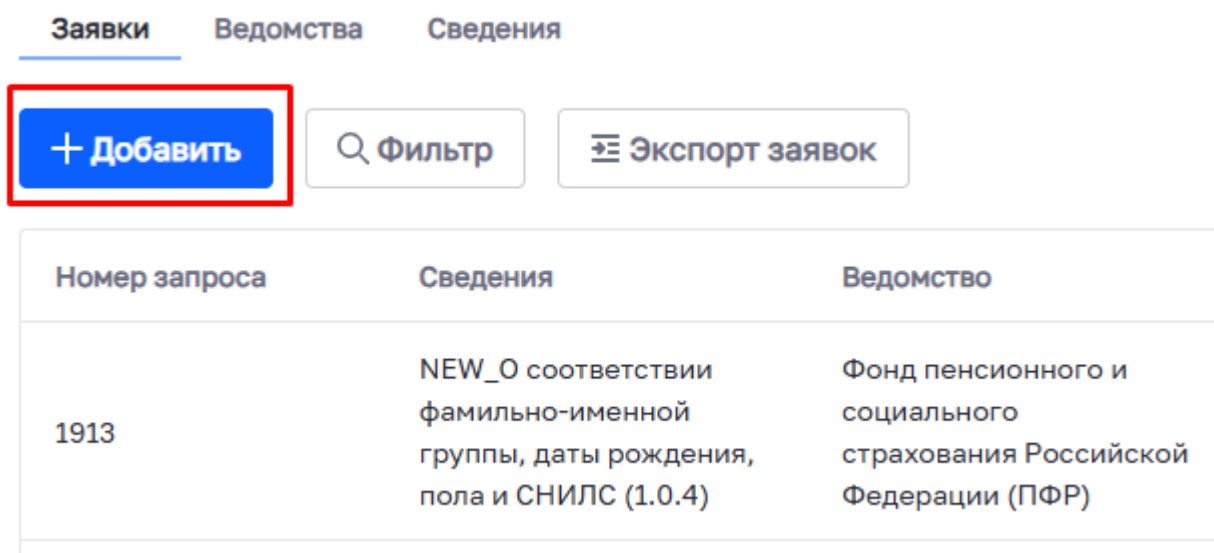 Заявки Ведомства Сведения
Добавить Фильтр Экспорт заявок
Номер запроса Сведения Ведомство
1913
NEW_О соответствии
фамильно-именной
группы, даты рождения,
пола и СНИЛС (1.0.4)
Фонд пенсионного и
социального
страхования Российской
Федерации (ПФР)